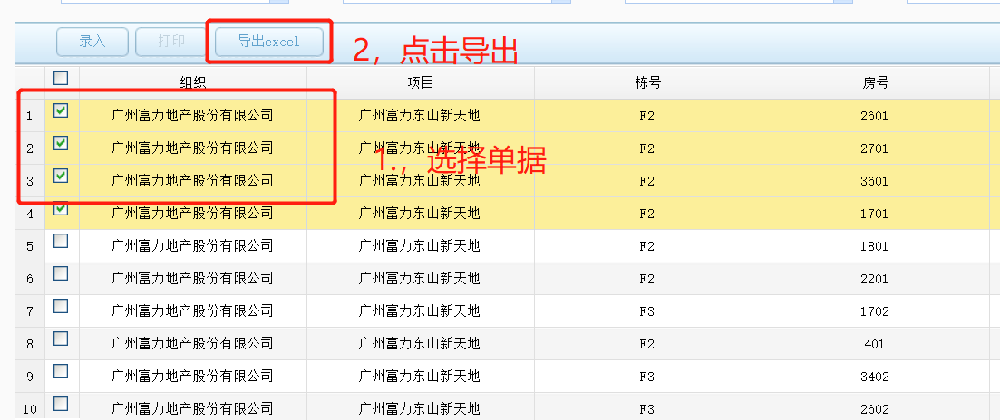 录入 打印 导出excel 2，点击导出
组织 项目 栋号 房号
1 广州富力地产股份有限公司 广州富力东山新天地 F2 2601
2 广州富力地产股份有限公司 广州富力东山新天地 F2 2701
1.，选择单据
3 广州富力地产股份有限公司 广州富力东山新天地 F2 3601
4 广州富力地产股份有限公司 广州富力东山新天地 F2 1701
5 广州富力地产股份有限公司 广州富力东山新天地 F2 1801
6 广州富力地产股份有限公司 广州富力东山新天地 F2 2201
7 广州富力地产股份有限公司 广州富力东山新天地 F3 1702
8 广州富力地产股份有限公司 广州富力东山新天地 F2 401
9 广州富力地产股份有限公司 广州富力东山新天地 F3 3402
10 广州富力地产股份有限公司 广州富力东山新天地 F3 2602